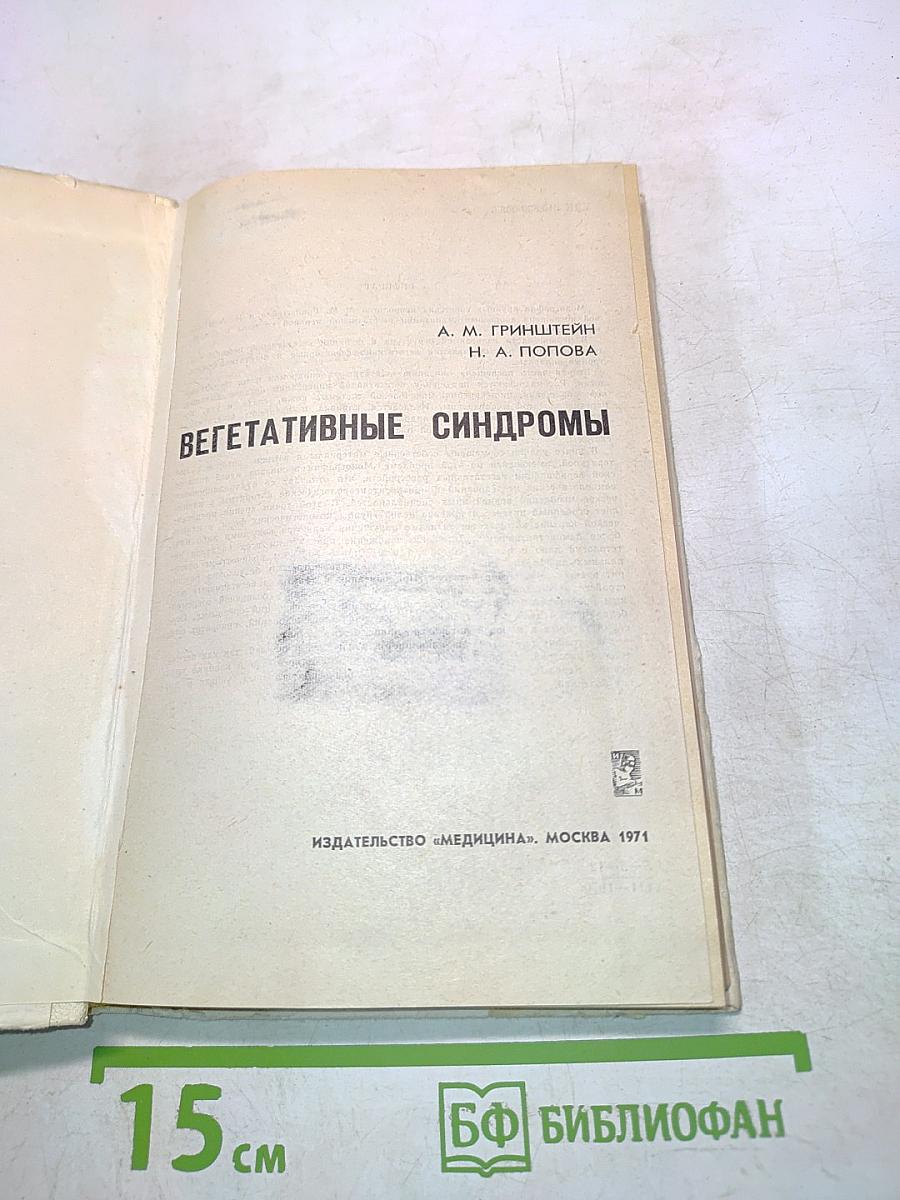 А. М. ГРИНШТЕЙН
Н. А. ПОПОВА
ВЕГЕТАТИВНЫЕ СИНДРОМЫ
И
М
ИЗДАТЕЛЬСТВО «МЕДИЦИНА». МОСКВА 1971
15 см
БФ БИБЛИОФАН